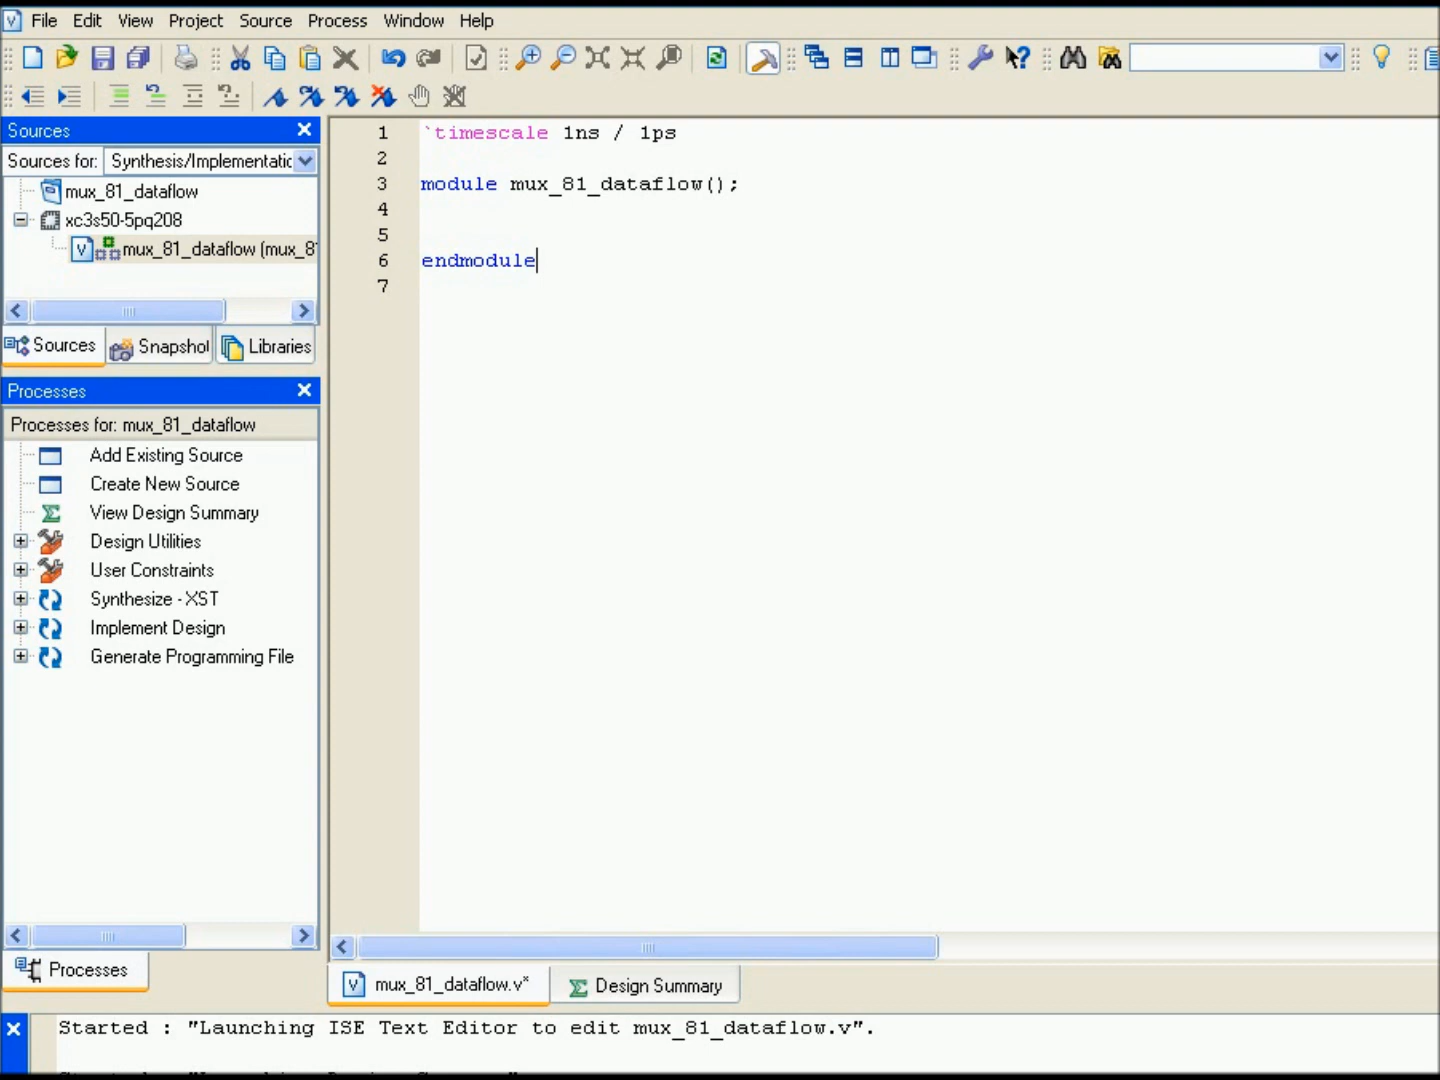 File Edit View Project Source Process Window Help
Sources
Sources for: Synthesis/Implementatic
mux_81_dataflow
xc3s50-5pq208
mux_81_dataflow (mux_8
Sources Snapshot Libraries
Processes
Processes for: mux_81_dataflow
Add Existing Source
Create New Source
View Design Summary
Design Utilities
User Constraints
Synthesize - XST
Implement Design
Generate Programming File
Processes
1 `timescale 1ns / 1ps
2
3 module mux_81_dataflow();
4
5
6 endmodule
7
mux_81_dataflow.v* Design Summary
Started : "Launching ISE Text Editor to edit mux_81_dataflow.v".